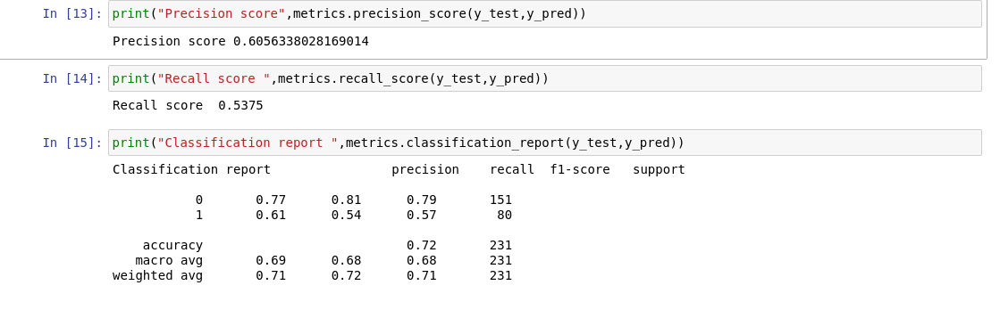 In [13]: print("Precision score",metrics.precision_score(y_test,y_pred))
Precision score 0.6056338028169014
In [14]: print("Recall score ",metrics.recall_score(y_test,y_pred))
Recall score  0.5375
In [15]: print("Classification report ",metrics.classification_report(y_test,y_pred))
Classification report                precision    recall  f1-score   support
           0       0.77      0.81      0.79       151
           1       0.61      0.54      0.57        80
    accuracy                           0.72       231
   macro avg       0.69      0.68      0.68       231
weighted avg       0.71      0.72      0.71       231